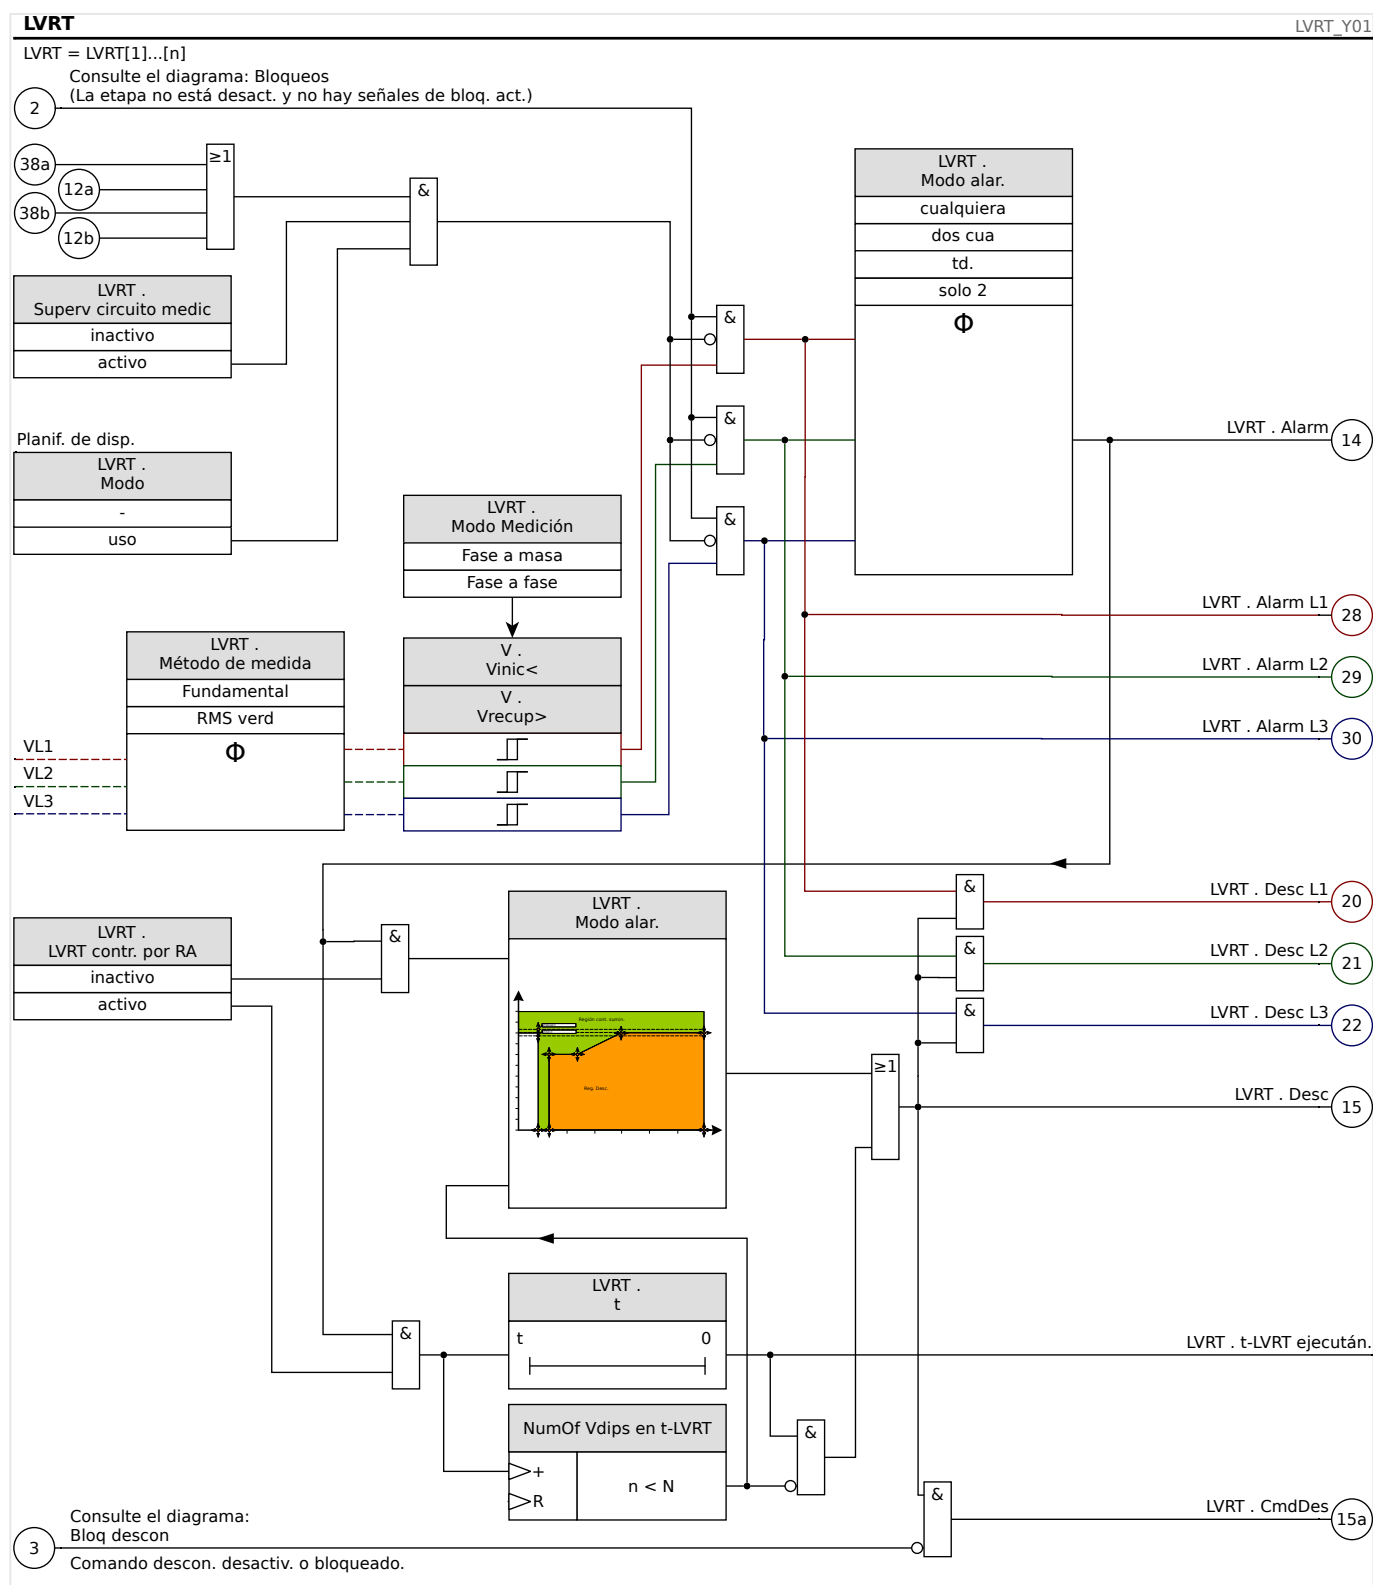 LVRT
LVRT_Y01
LVRT = LVRT[1]...[n]
Consulte el diagrama: Bloqueos
(La etapa no está desact. y no hay señales de bloq. act.)
2
38a
12a
38b
12b
≥1
&
LVRT .
Superv circuito medic
inactivo
activo
Planif. de disp.
LVRT .
Modo
-
uso
LVRT .
Modo alar.
cualquiera
dos cua
td.
solo 2
Φ
&
&
&
LVRT . Alarm
14
LVRT .
Modo Medición
Fase a masa
Fase a fase
LVRT .
Método de medida
Fundamental
RMS verd
Φ
V .
Vinic<
V .
Vrecup>
VL1
VL2
VL3
LVRT . Alarm L1
28
LVRT . Alarm L2
29
LVRT . Alarm L3
30
LVRT .
LVRT contr. por RA
inactivo
activo
&
LVRT .
Modo alar.
Región cont. sumin.
Reg. Desc.
&
LVRT . Desc L1
20
&
LVRT . Desc L2
21
&
LVRT . Desc L3
22
≥1
LVRT . Desc
15
LVRT .
t
t
0
&
LVRT . t-LVRT ejecután.
NumOf Vdips en t-LVRT
+
R
n < N
&
&
LVRT . CmdDes
15a
Consulte el diagrama:
Bloq descon
3
Comando descon. desactiv. o bloqueado.